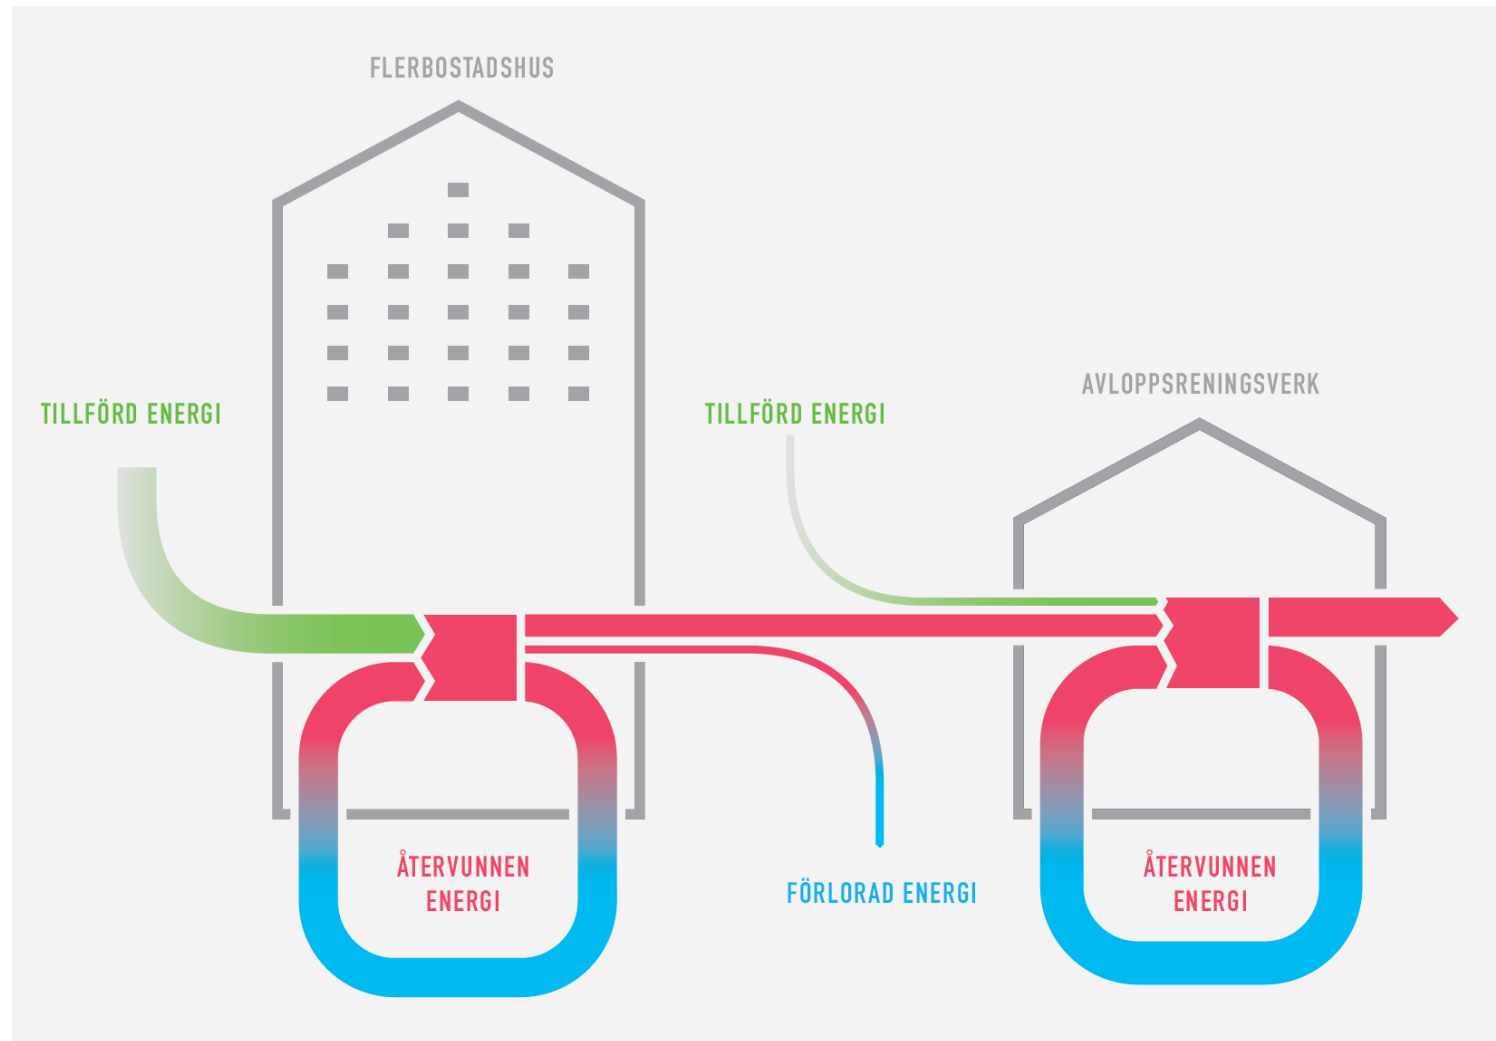 FLERBOSTADSHUS
AVLOPPSRENINGSVERK
TILLFÖRD ENERGI
TILLFÖRD ENERGI
ÅTERVUNNEN
ENERGI
FÖRLORAD ENERGI
ÅTERVUNNEN
ENERGI